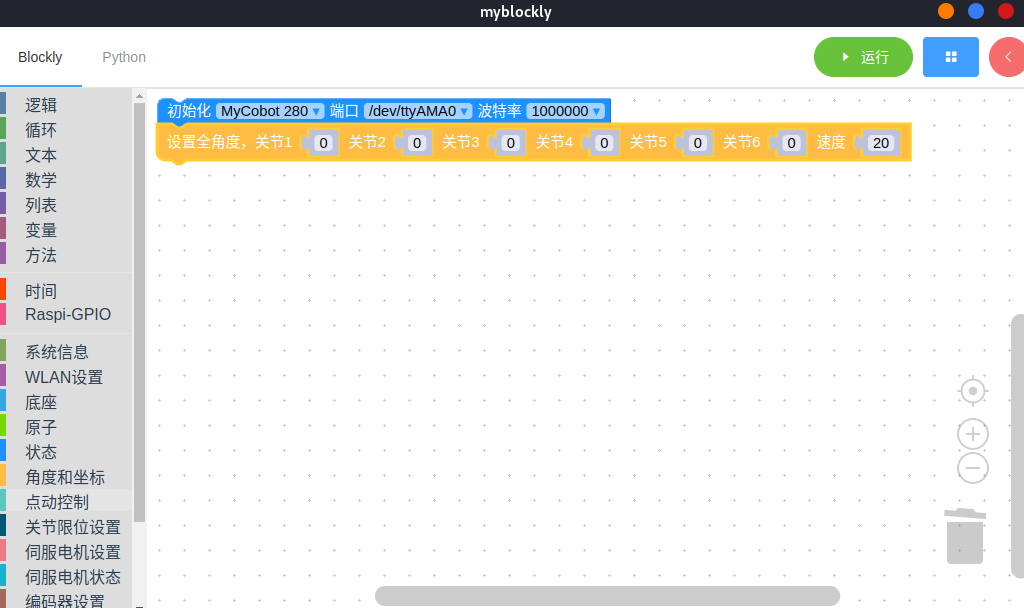 myblockly
Blockly Python
运行
逻辑
循环
文本
数学
列表
变量
方法
时间
Raspi-GPIO
系统信息
WLAN设置
底座
原子
状态
角度和坐标
点动控制
关节限位设置
伺服电机设置
伺服电机状态
编码器设置
初始化 MyCobot 280 端口 /dev/ttyAMA0 波特率 1000000
设置全角度，关节1 0 关节2 0 关节3 0 关节4 0 关节5 0 关节6 0 速度 20